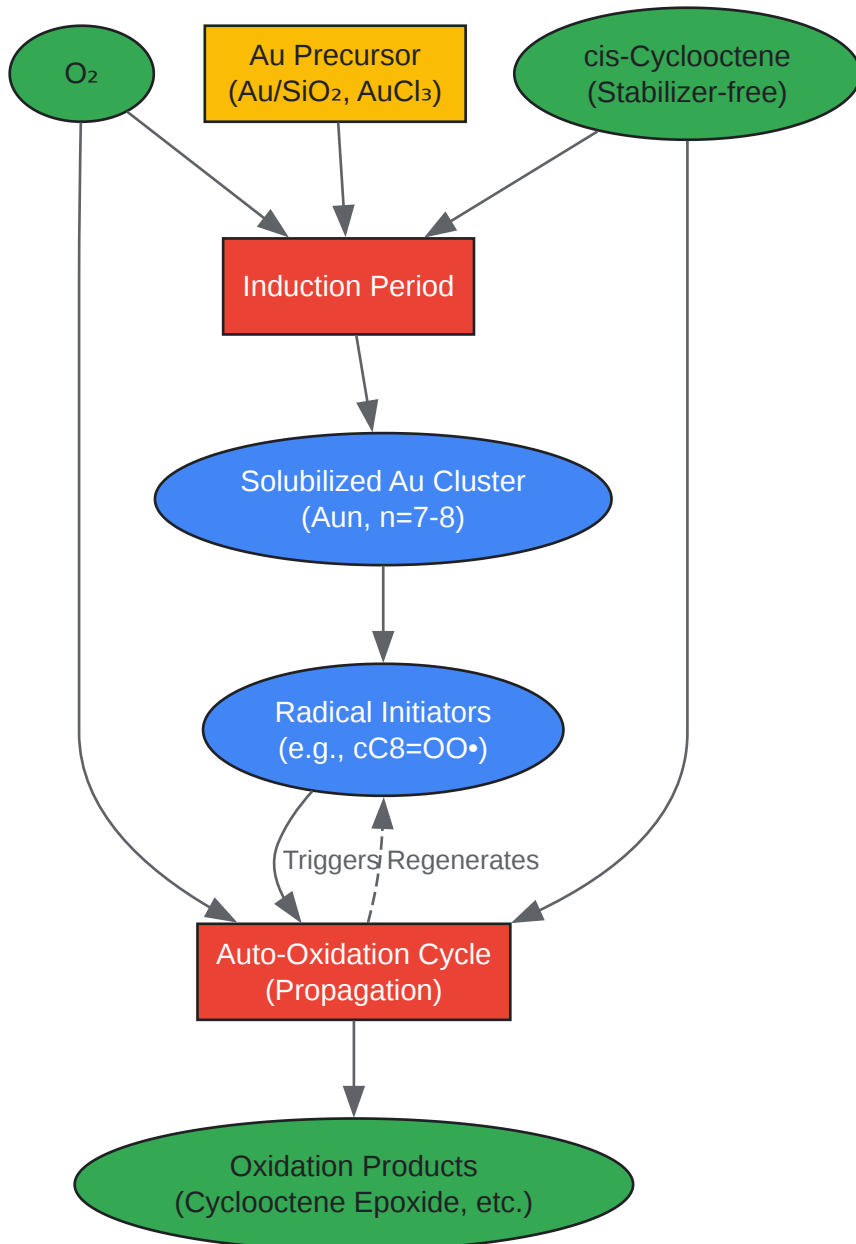 O₂
Au Precursor
(Au/SiO₂, AuCl₃)
cis-Cyclooctene
(Stabilizer-free)
Induction Period
Solubilized Au Cluster
(Aun, n=7-8)
Radical Initiators
(e.g., cC8=OO•)
Triggers
Regenerates
Auto-Oxidation Cycle
(Propagation)
Oxidation Products
(Cyclooctene Epoxide, etc.)